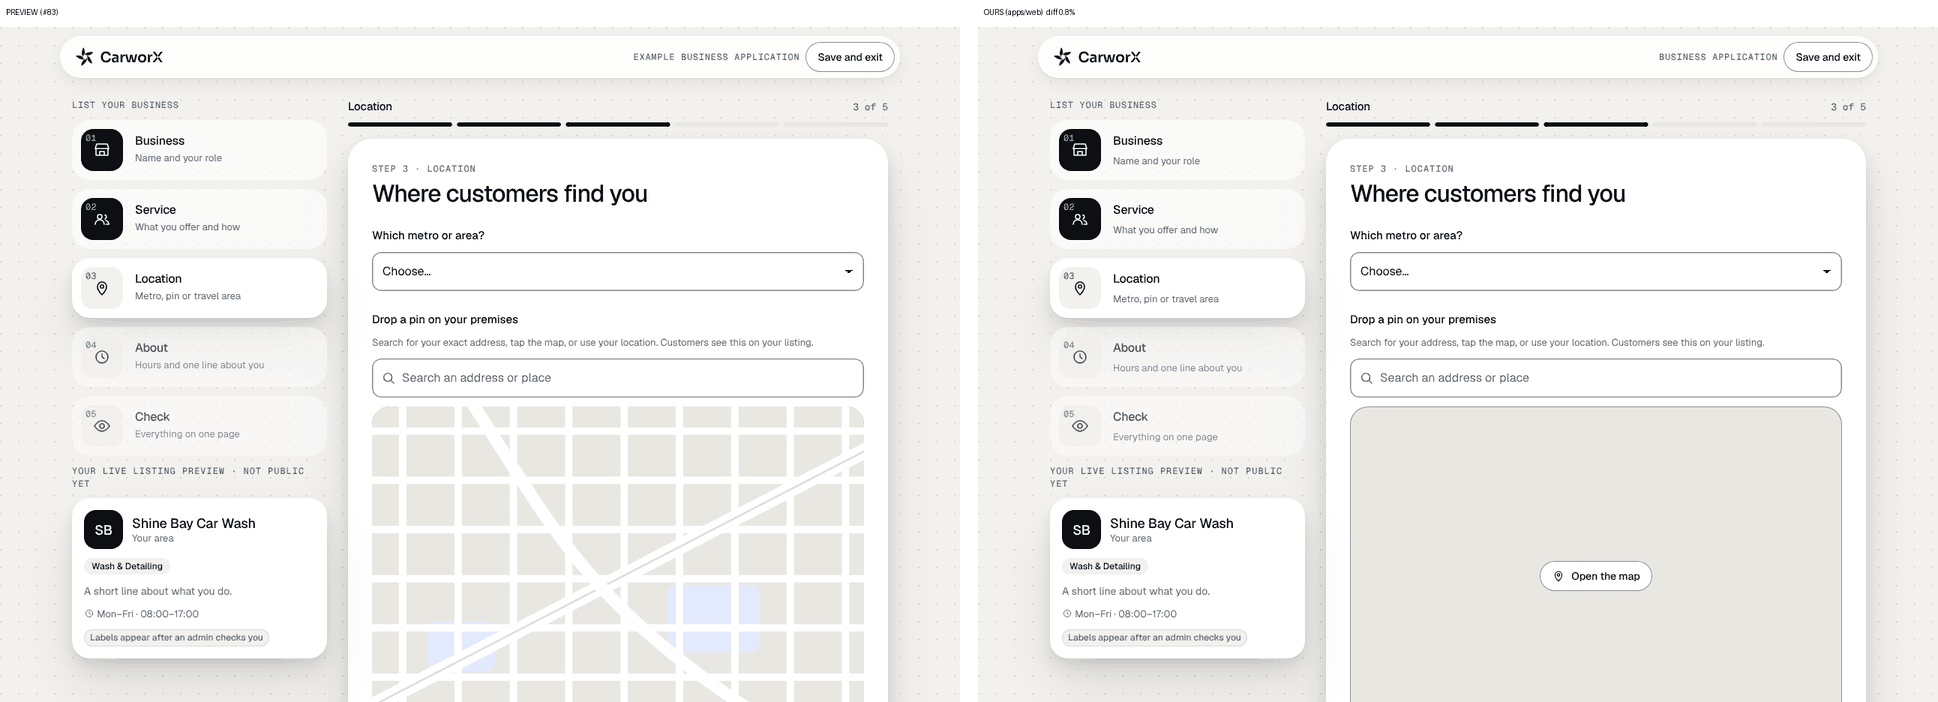 PREVIEW (#83)
CarworX
EXAMPLE BUSINESS APPLICATION
Save and exit
LIST YOUR BUSINESS
01
Business
Name and your role
02
Service
What you offer and how
03
Location
Metro, pin or travel area
04
About
Hours and one line about you
05
Check
Everything on one page
YOUR LIVE LISTING PREVIEW · NOT PUBLIC
YET
SB
Shine Bay Car Wash
Your area
Wash & Detailing
A short line about what you do.
Mon–Fri · 08:00–17:00
Labels appear after an admin checks you
Location
3 of 5
STEP 3 · LOCATION
Where customers find you
Which metro or area?
Choose...
Drop a pin on your premises
Search for your exact address, tap the map, or use your location. Customers see this on your listing.
Search an address or place
OURS (apps/web) diff 0.8%
CarworX
BUSINESS APPLICATION
Save and exit
LIST YOUR BUSINESS
01
Business
Name and your role
02
Service
What you offer and how
03
Location
Metro, pin or travel area
04
About
Hours and one line about you
05
Check
Everything on one page
YOUR LIVE LISTING PREVIEW · NOT PUBLIC
YET
SB
Shine Bay Car Wash
Your area
Wash & Detailing
A short line about what you do.
Mon–Fri · 08:00–17:00
Labels appear after an admin checks you
Location
3 of 5
STEP 3 · LOCATION
Where customers find you
Which metro or area?
Choose...
Drop a pin on your premises
Search for your address, tap the map, or use your location. Customers see this on your listing.
Search an address or place
Open the map